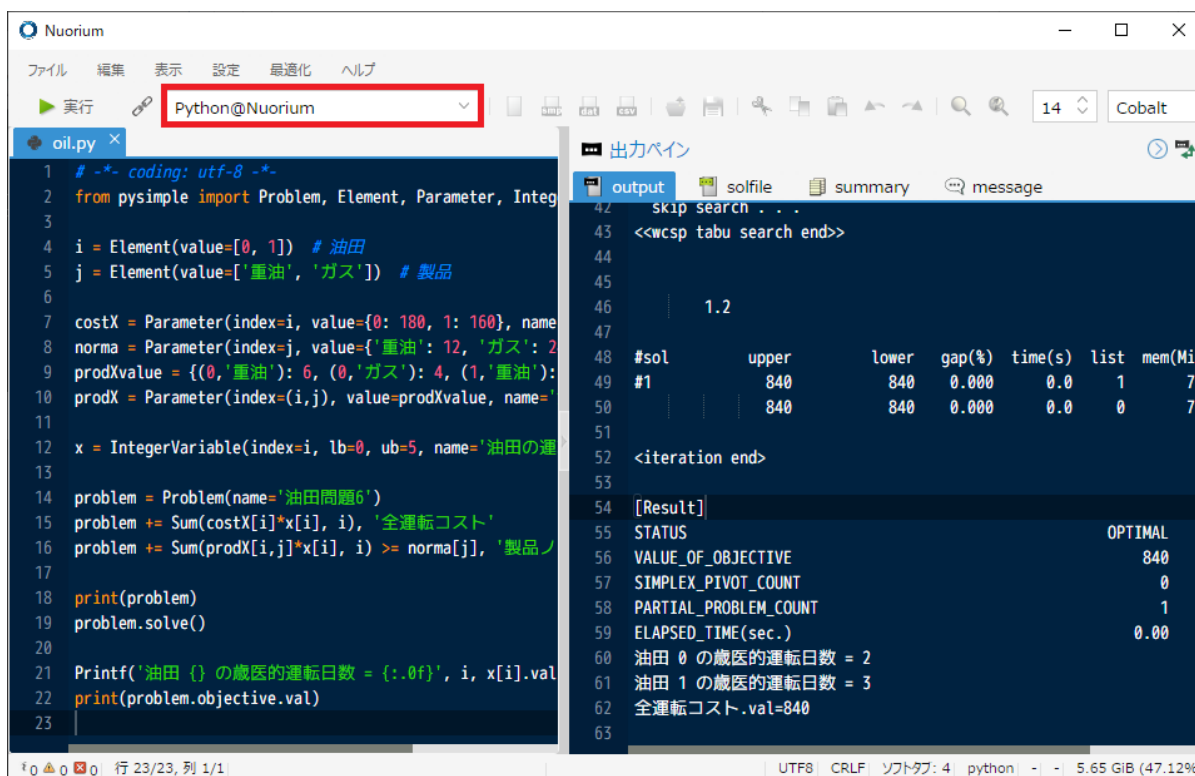 Nuorium
ファイル 編集 表示 設定 最適化 ヘルプ
実行 Python@Nuorium 14 Cobalt
oil.py
1 # -*- coding: utf-8 -*-
2 from pysimple import Problem, Element, Parameter, Integ
3
4 i = Element(value=[0, 1]) # 油田
5 j = Element(value=['重油', 'ガス']) # 製品
6
7 costX = Parameter(index=i, value={0: 180, 1: 160}, name
8 norma = Parameter(index=j, value={'重油': 12, 'ガス': 2
9 prodXvalue = {(0,'重油'): 6, (0,'ガス'): 4, (1,'重油'):
10 prodX = Parameter(index=(i,j), value=prodXvalue, name='
11
12 x = IntegerVariable(index=i, lb=0, ub=5, name='油田の運
13
14 problem = Problem(name='油田問題6')
15 problem += Sum(costX[i]*x[i], i), '全運転コスト'
16 problem += Sum(prodX[i,j]*x[i], i) >= norma[j], '製品ノ
17
18 print(problem)
19 problem.solve()
20
21 Printf('油田 {} の歳医的運転日数 = {:.0f}', i, x[i].val
22 print(problem.objective.val)
23
出力ペイン
output solfile summary message
42 skip search . . .
43 <<wcsp tabu search end>>
44
45
46 1.2
47
48 #sol upper lower gap(%) time(s) list mem(Mi
49 #1 840 840 0.000 0.0 1 7
50 840 840 0.000 0.0 0 7
51
52 <iteration end>
53
54 [Result]
55 STATUS OPTIMAL
56 VALUE_OF_OBJECTIVE 840
57 SIMPLEX_PIVOT_COUNT 0
58 PARTIAL_PROBLEM_COUNT 1
59 ELAPSED_TIME(sec.) 0.00
60 油田 0 の歳医的運転日数 = 2
61 油田 1 の歳医的運転日数 = 3
62 全運転コスト.val=840
63
0 0 0 行 23/23, 列 1/1 UTF8 CRLF ソフトタブ: 4 python - - 5.65 GiB (47.12%